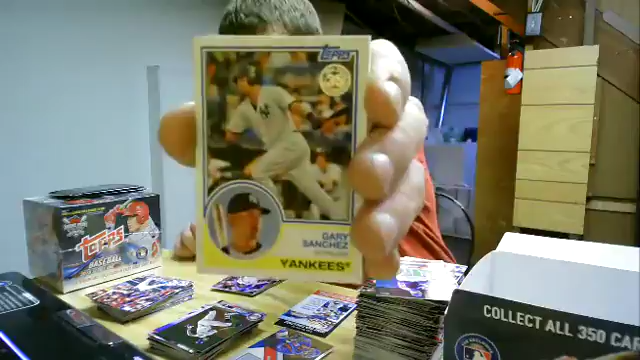 Topps
GARY
SANCHEZ
YANKEES
Topps
BASEBALL
COLLECT ALL 350 CA